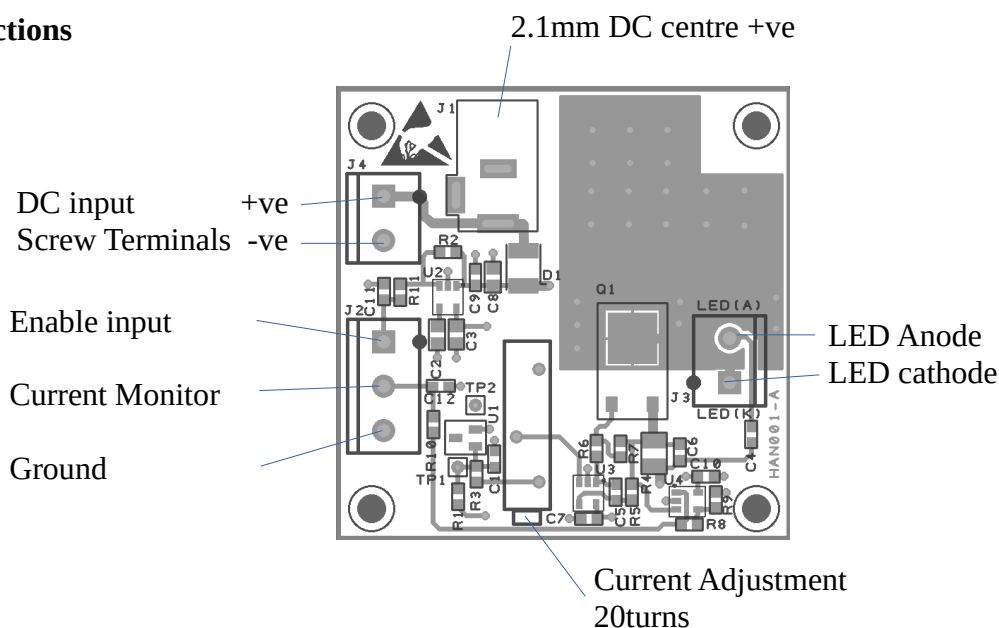 ctions
2.1mm DC centre +ve
J1
J4
DC input +ve
Screw Terminals -ve
R2
U2
D1
C11
R11
C9
C8
Q1
J2
LED(A)
Enable input
C2
C3
LED Anode
LED cathode
TP2
J3
LED(K)
Current Monitor
C12
U1
HAN001-A
R10
R6
R7
C6
C4
Ground
TP1
R3
C1
U3
R4
U4
C10
R1
C7
C5
R5
R9
R8
Current Adjustment
20turns